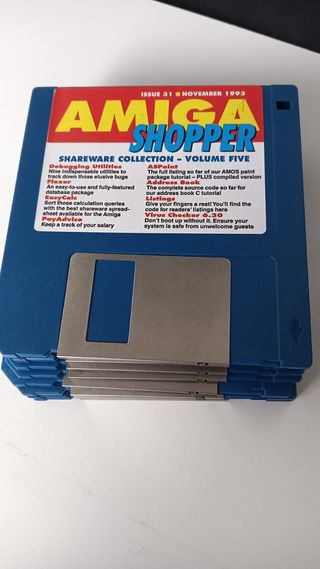 ISSUE 31 ■ NOVEMBER 1993
AMIGA
SHOPPER
SHAREWARE COLLECTION – VOLUME FIVE
Debugging Utilities
Nine indispensable utilities to
track down those elusive bugs
Flexer
An easy-to-use and fully-featured
database package
EasyCalc
Sort those calculation queries
with the best shareware spread-
sheet available for the Amiga
PayAdvice
Keep a track of your salary
ASPaint
The full listing so far of our AMOS paint
package tutorial – PLUS compiled version
Address Book
The complete source code so far for
our address book C tutorial
Listings
Give your fingers a rest! You'll find the
code for readers' listings here
Virus Checker 6.30
Don't boot up without it. Ensure your
system is safe from unwelcome guests